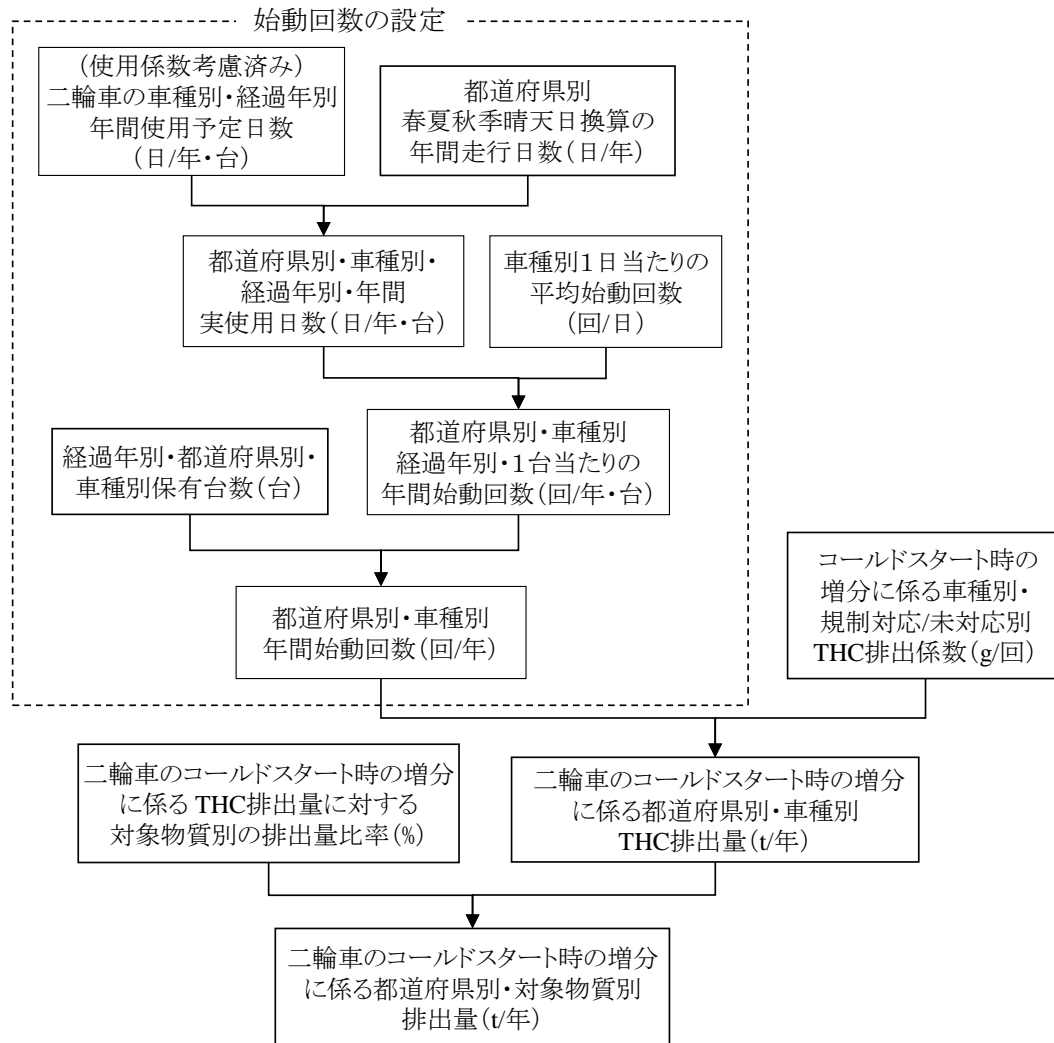 始動回数の設定
(使用係数考慮済み)
二輪車の車種別・経過年別
年間使用予定日数
(日/年・台)
都道府県別
春夏秋季晴天日換算の
年間走行日数(日/年)
都道府県別・車種別・
経過年別・年間
実使用日数(日/年・台)
車種別１日当たりの
平均始動回数
(回/日)
経過年別・都道府県別・
車種別保有台数(台)
都道府県別・車種別
経過年別・１台当たりの
年間始動回数(回/年・台)
都道府県別・車種別
年間始動回数(回/年)
コールドスタート時の
増分に係る車種別・
規制対応/未対応別
THC排出係数(g/回)
二輪車のコールドスタート時の増分
に係るTHC排出量に対する
対象物質別の排出量比率(%)
二輪車のコールドスタート時の増分
に係る都道府県別・車種別
THC排出量(t/年)
二輪車のコールドスタート時の増分
に係る都道府県別・対象物質別
排出量(t/年)